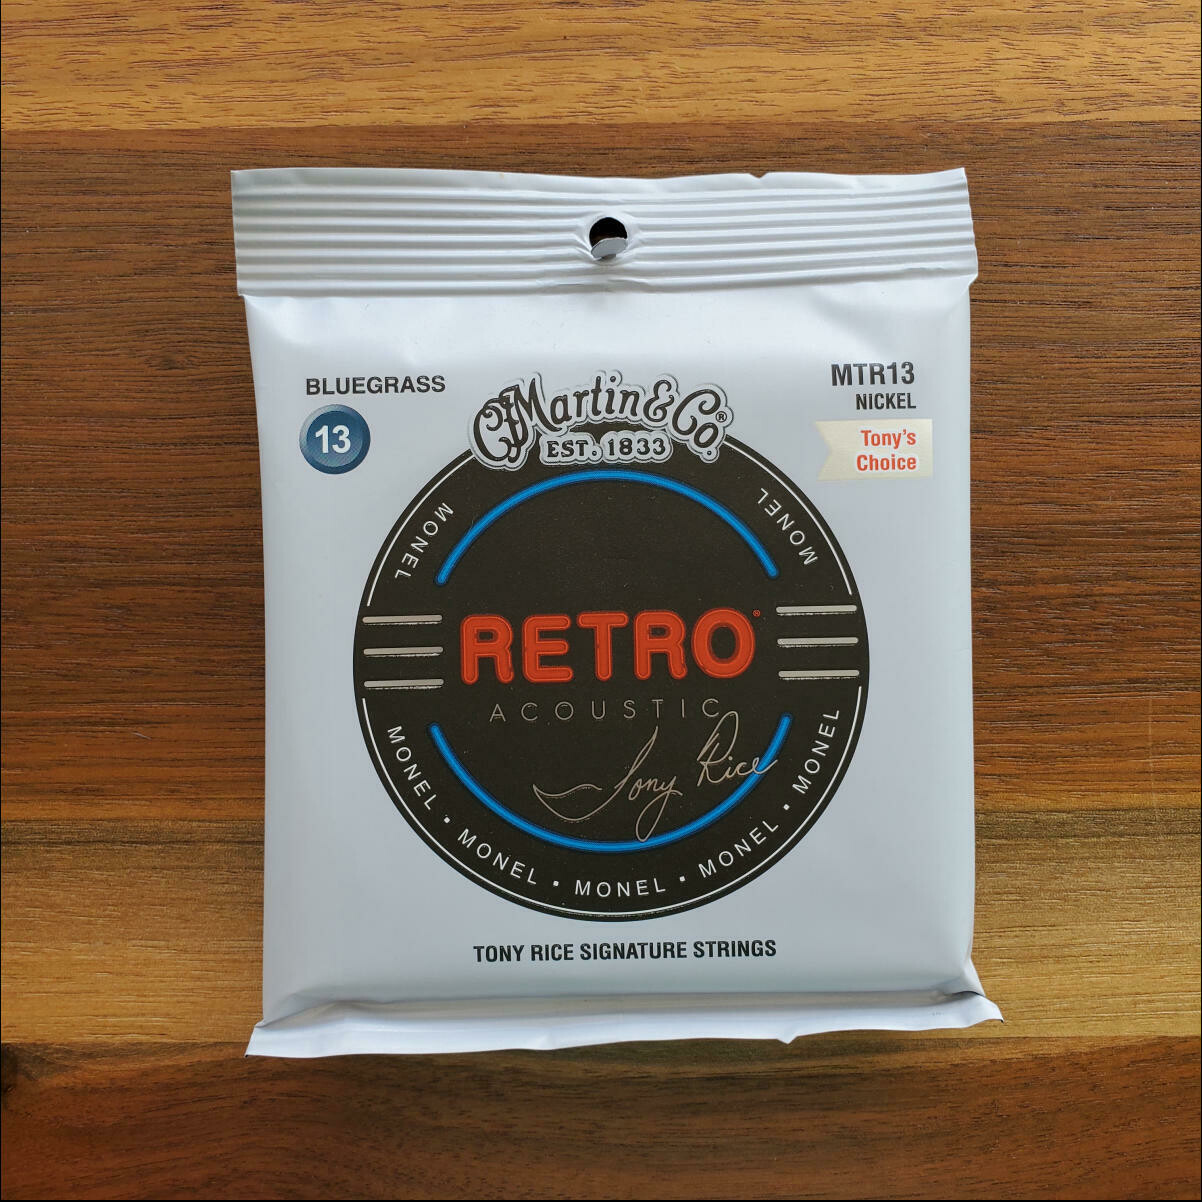 BLUEGRASS
13
CF Martin & Co®
EST. 1833
MTR13
NICKEL
Tony's
Choice
MONEL
MONEL
RETRO®
ACOUSTIC
Tony Rice
MONEL • MONEL • MONEL • MONEL • MONEL
TONY RICE SIGNATURE STRINGS